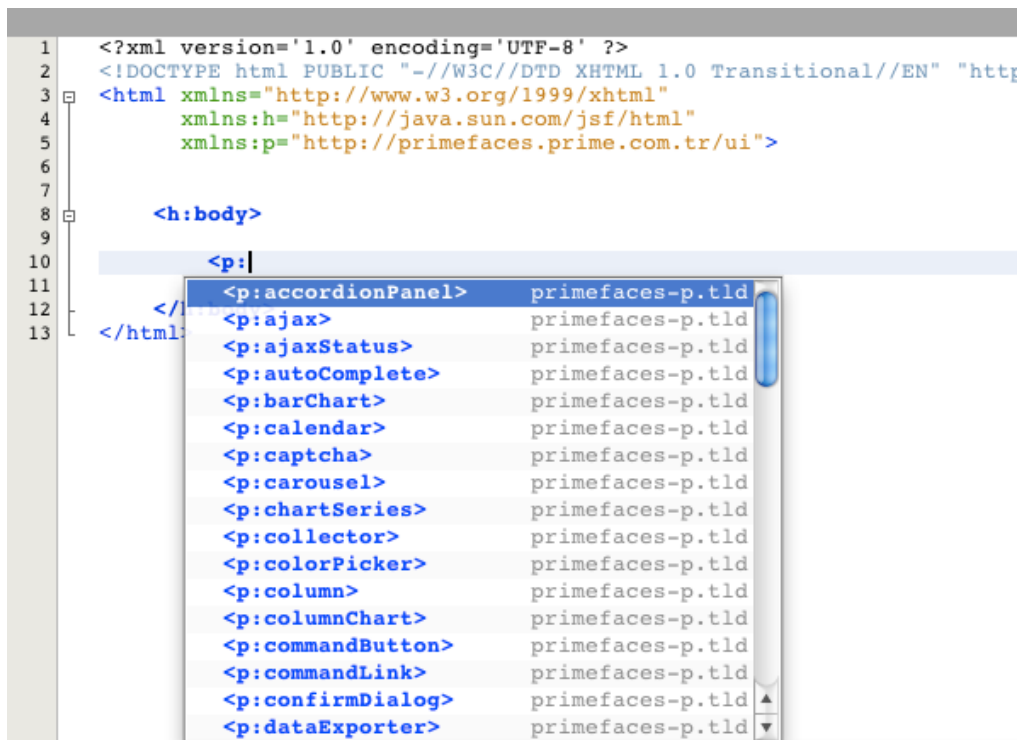 1 <?xml version='1.0' encoding='UTF-8' ?>
2 <!DOCTYPE html PUBLIC "-//W3C//DTD XHTML 1.0 Transitional//EN" "http
3 <html xmlns="http://www.w3.org/1999/xhtml"
4 xmlns:h="http://java.sun.com/jsf/html"
5 xmlns:p="http://primefaces.prime.com.tr/ui">
6
7
8 <h:body>
9
10 <p:
11
12 </h:body>
13 </html>
<p:accordionPanel> primefaces-p.tld
<p:ajax> primefaces-p.tld
<p:ajaxStatus> primefaces-p.tld
<p:autoComplete> primefaces-p.tld
<p:barChart> primefaces-p.tld
<p:calendar> primefaces-p.tld
<p:captcha> primefaces-p.tld
<p:carousel> primefaces-p.tld
<p:chartSeries> primefaces-p.tld
<p:collector> primefaces-p.tld
<p:colorPicker> primefaces-p.tld
<p:column> primefaces-p.tld
<p:columnChart> primefaces-p.tld
<p:commandButton> primefaces-p.tld
<p:commandLink> primefaces-p.tld
<p:confirmDialog> primefaces-p.tld
<p:dataExporter> primefaces-p.tld